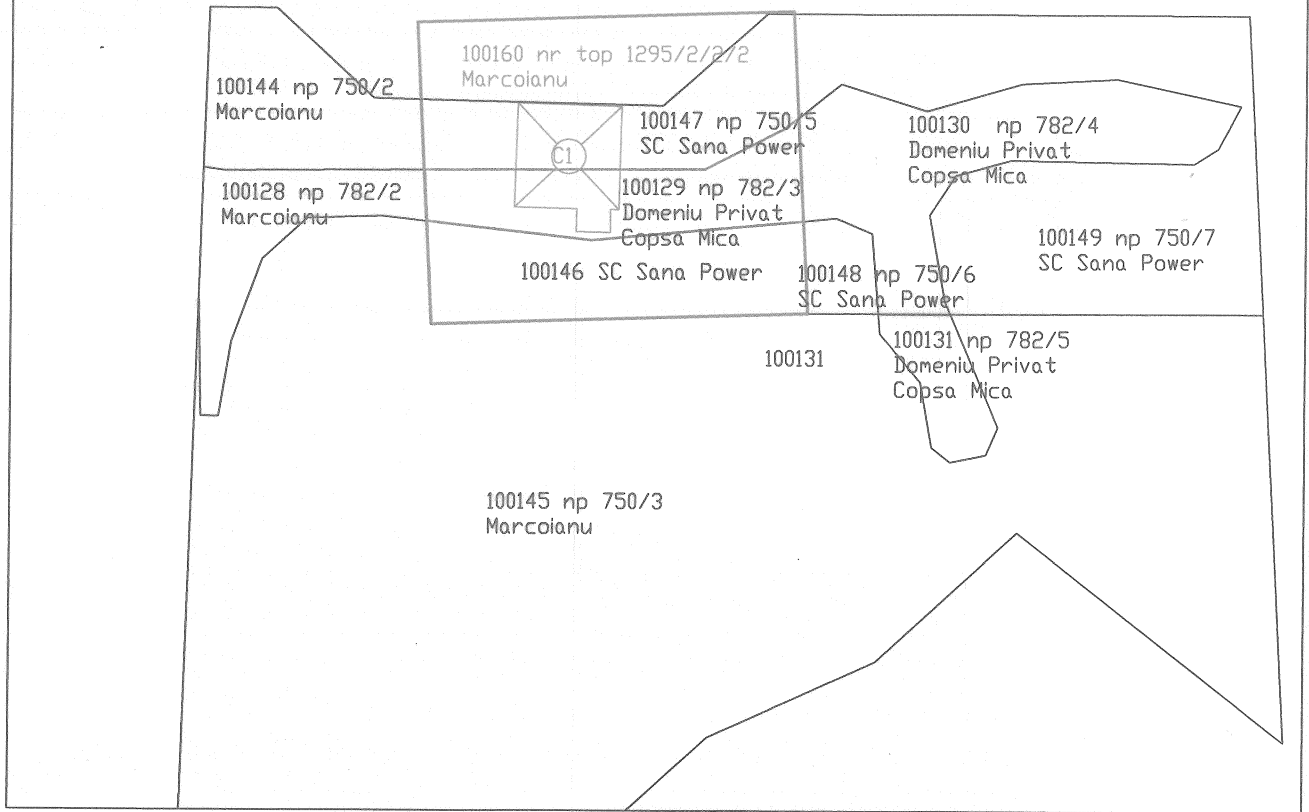 100160 nr top 1295/2/2/2
Marcoianu
100144 np 750/2
Marcoianu
100147 np 750/5
SC Sana Power
100130 np 782/4
Domeniu Privat
Copsa Mica
C1
100128 np 782/2
Marcoianu
100129 np 782/3
Domeniu Privat
Copsa Mica
100149 np 750/7
SC Sana Power
100146 SC Sana Power
100148 np 750/6
SC Sana Power
100131 np 782/5
Domeniu Privat
Copsa Mica
100131
100145 np 750/3
Marcoianu